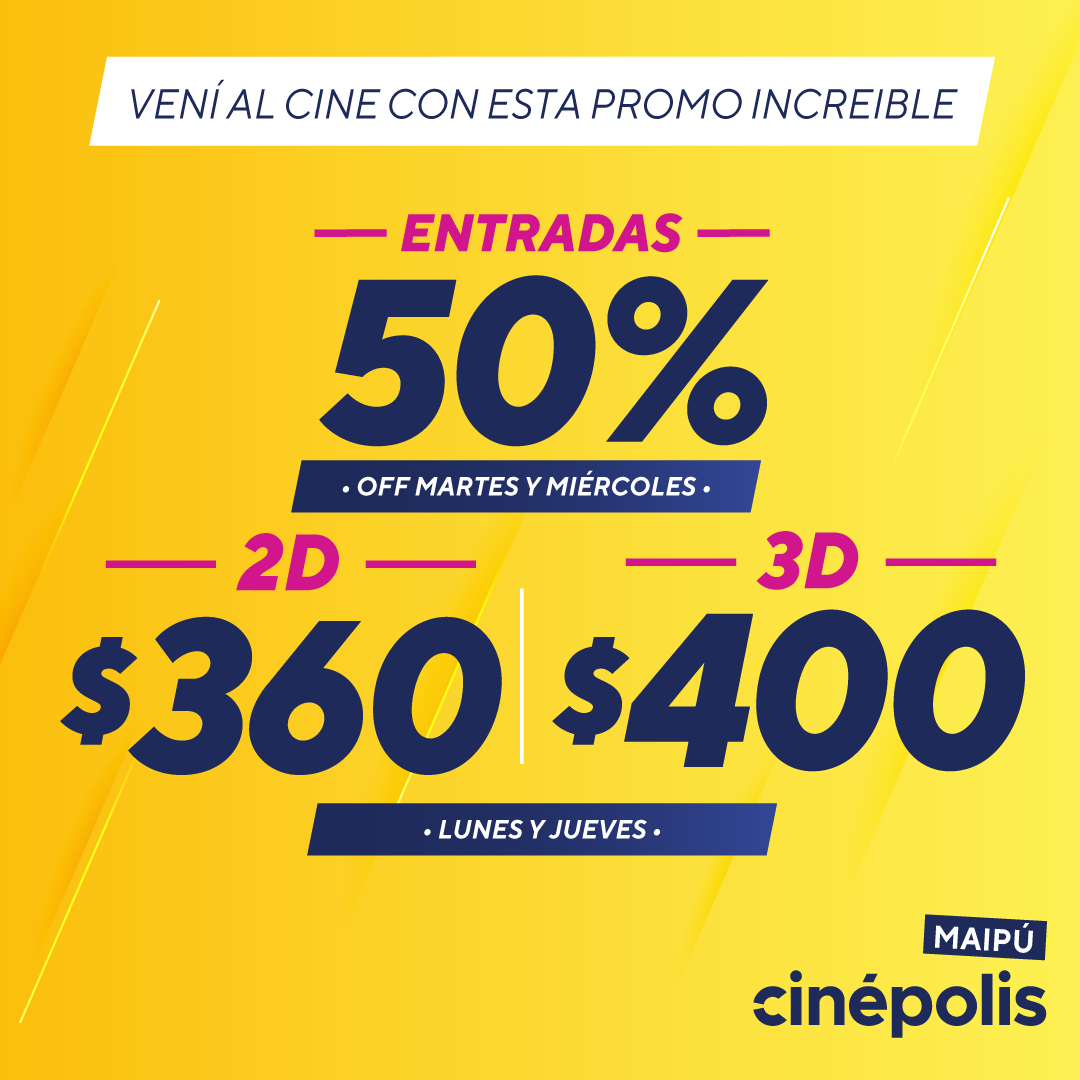 VENÍ AL CINE CON ESTA PROMO INCREIBLE
ENTRADAS
50%
• OFF MARTES Y MIÉRCOLES •
2D
$360
3D
$400
• LUNES Y JUEVES •
MAIPÚ
cinépolis